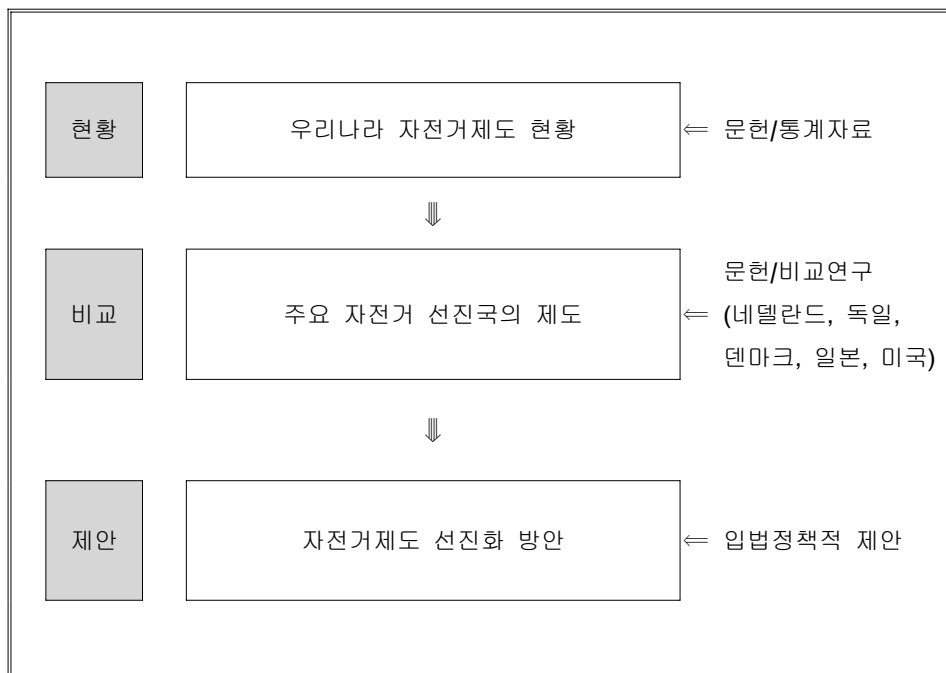 현황
우리나라 자전거제도 현황
⇐ 문헌/통계자료
⇓
비교
주요 자전거 선진국의 제도
문헌/비교연구
⇐ (네델란드, 독일,
덴마크, 일본, 미국)
⇓
제안
자전거제도 선진화 방안
⇐ 입법정책적 제안